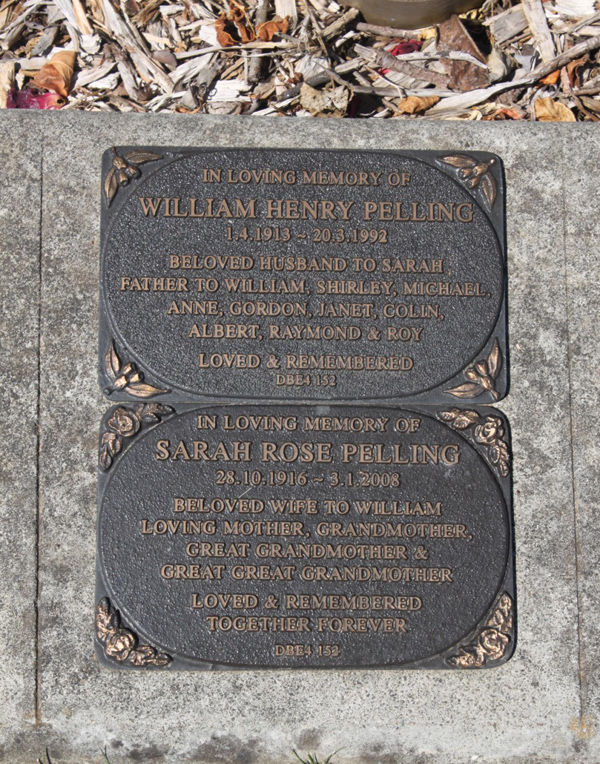 IN LOVING MEMORY OF
WILLIAM HENRY PELLING
1.4.1913 ~ 20.3.1992
BELOVED HUSBAND TO SARAH,
FATHER TO WILLIAM, SHIRLEY, MICHAEL,
ANNE, GORDON, JANET, COLIN,
ALBERT, RAYMOND & ROY
LOVED & REMEMBERED
DBE4 152
IN LOVING MEMORY OF
SARAH ROSE PELLING
28.10.1916 ~ 3.1.2008
BELOVED WIFE TO WILLIAM
LOVING MOTHER, GRANDMOTHER,
GREAT GRANDMOTHER &
GREAT GREAT GRANDMOTHER
LOVED & REMEMBERED
TOGETHER FOREVER
DBE4 152